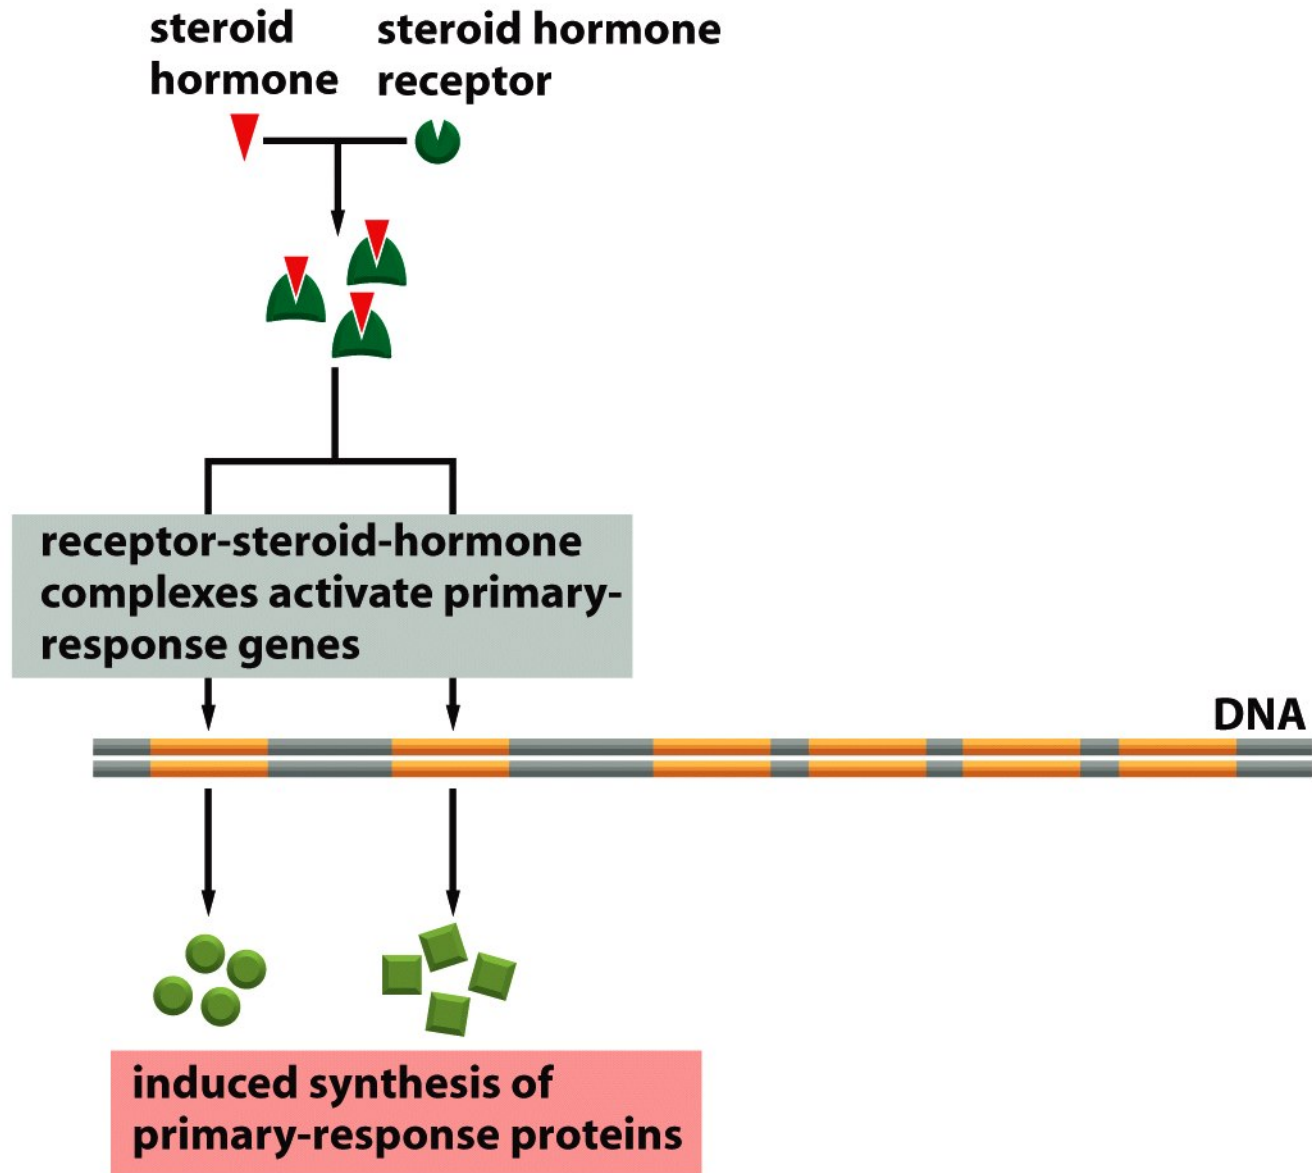 steroid
hormone
steroid hormone
receptor
receptor-steroid-hormone
complexes activate primary-
response genes
DNA
induced synthesis of
primary-response proteins